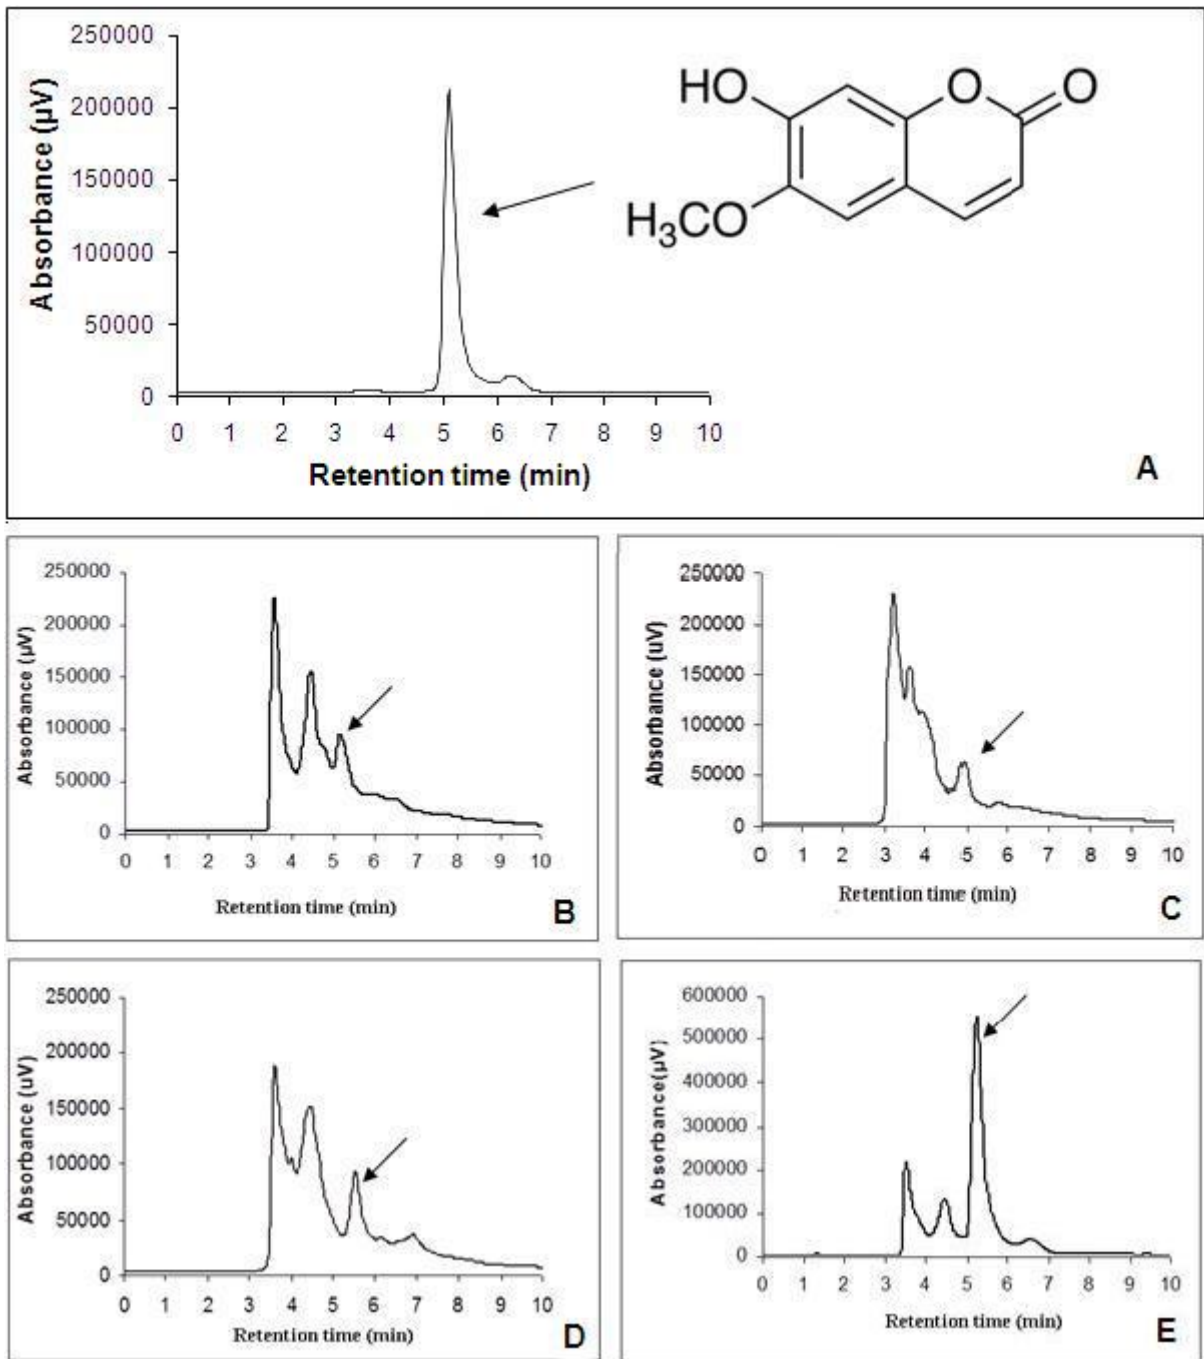 250000
200000
150000
100000
50000
0
Absorbance (µV)
0 1 2 3 4 5 6 7 8 9 10
Retention time (min)
HO
O
O
H3CO
A
250000
200000
150000
100000
50000
0
Absorbance (µV)
0 1 2 3 4 5 6 7 8 9 10
Retention time (min)
B
250000
200000
150000
100000
50000
0
Absorbance (uV)
0 1 2 3 4 5 6 7 8 9 10
Retention time (min)
C
250000
200000
150000
100000
50000
0
Absorbance (uV)
0 1 2 3 4 5 6 7 8 9 10
Retention time (min)
D
600000
500000
400000
300000
200000
100000
0
Absorbance(µV)
0 1 2 3 4 5 6 7 8 9 10
Retention time (min)
E